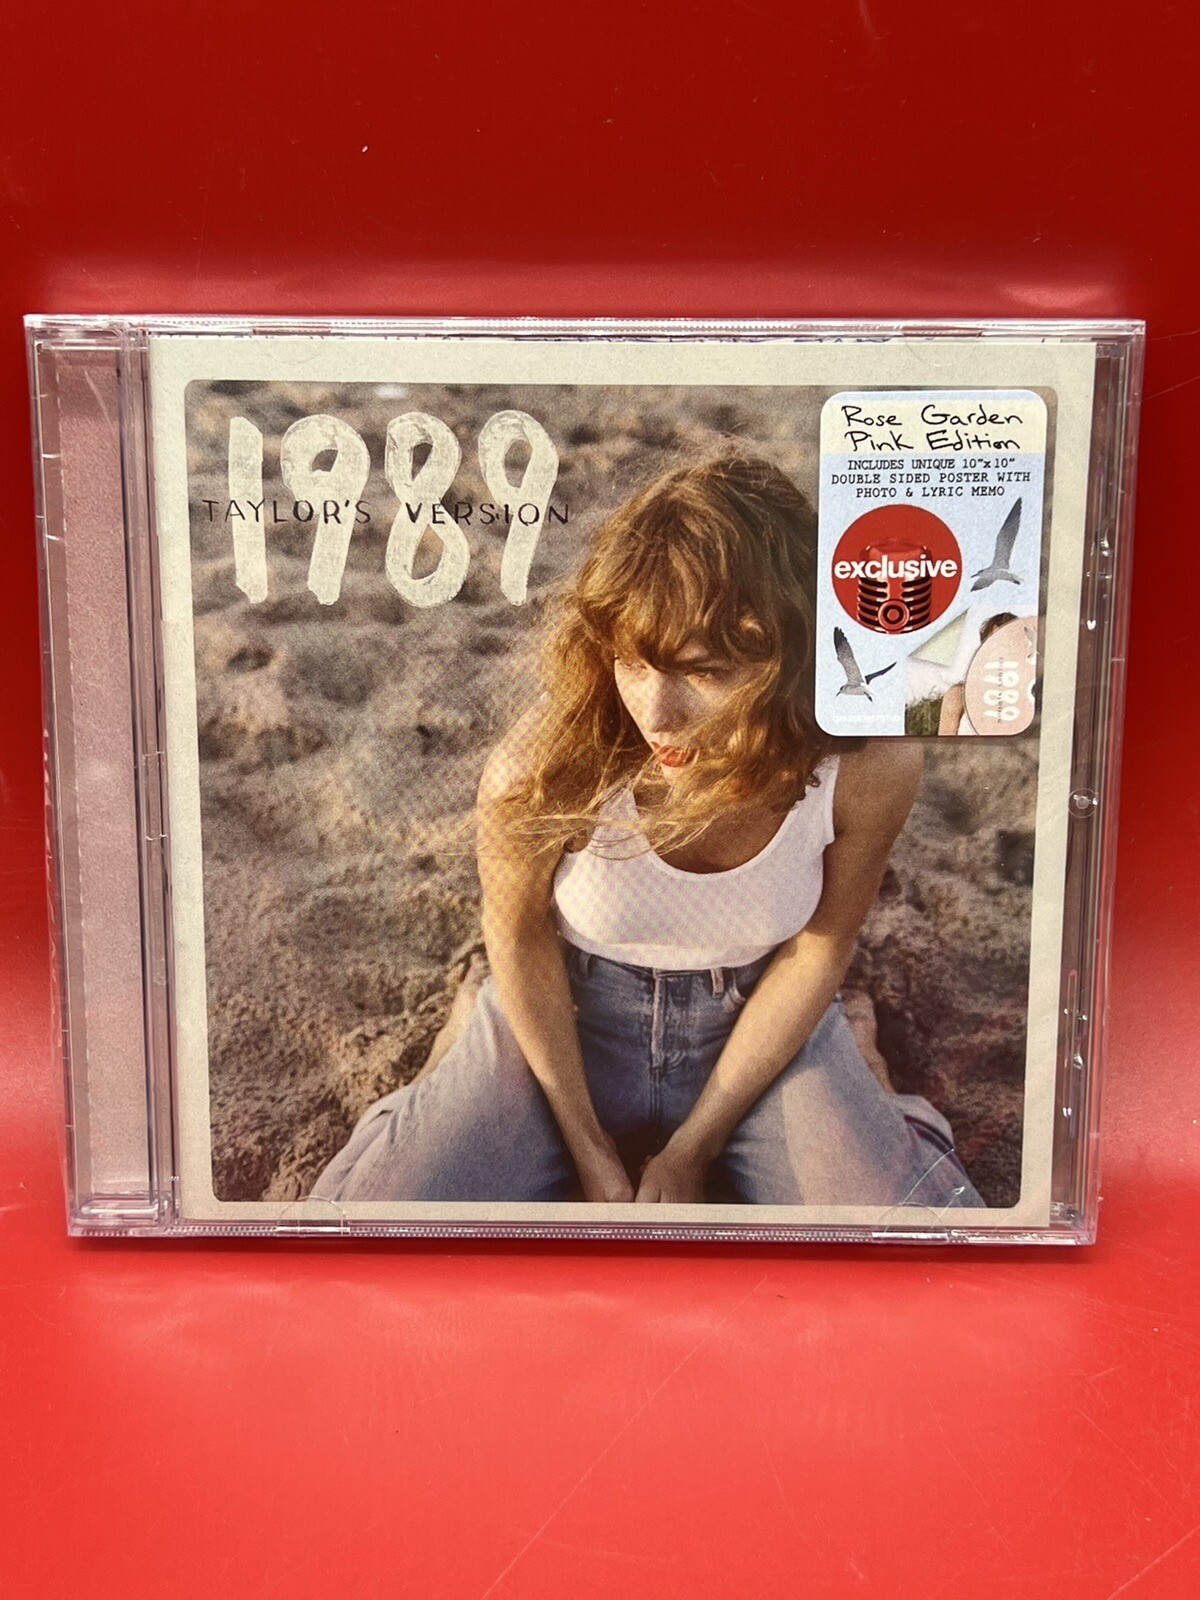 1989
TAYLOR'S VERSION
Rose Garden
Pink Edition
INCLUDES UNIQUE 10"x10"
DOUBLE SIDED POSTER WITH
PHOTO & LYRIC MEMO
exclusive
1989